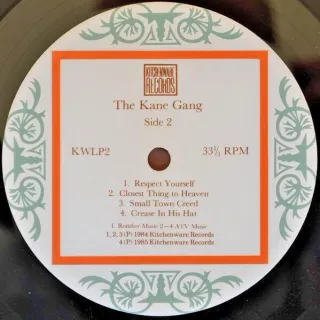 KITCHENWARE
RECORDS
The Kane Gang
Side 2
KWLP2
33⅓ RPM
1. Respect Yourself
2. Closest Thing to Heaven
3. Small Town Creed
4. Crease In His Hat
1. Rondor Music 2–4 ATV Music
1, 2, 3 (P) 1984 Kitchenware Records
4 (P) 1985 Kitchenware Records